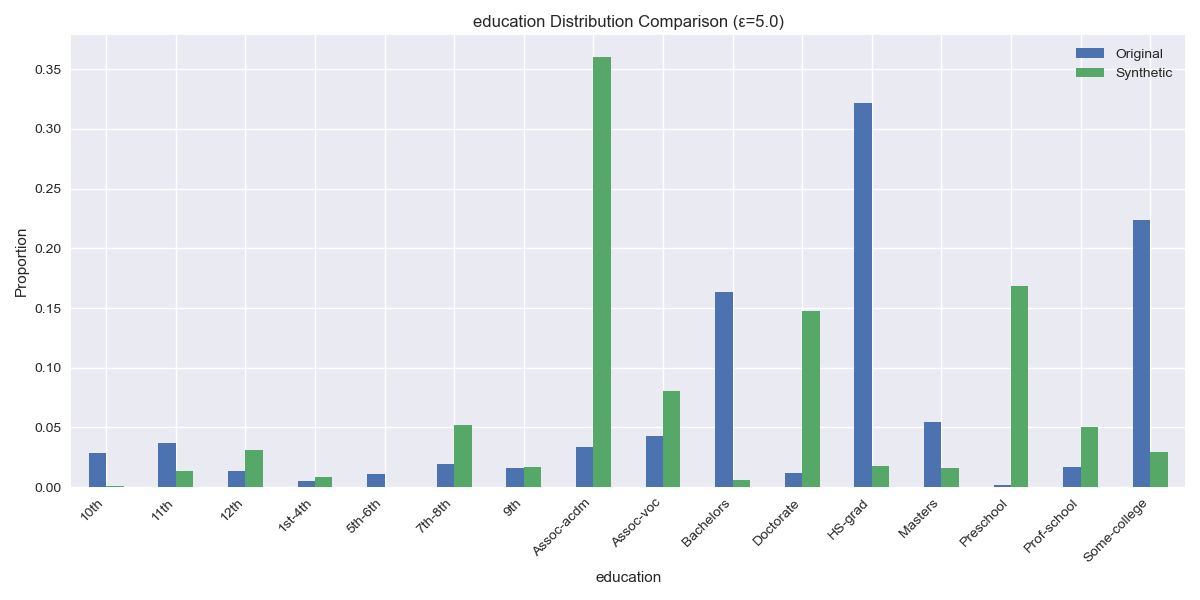 education Distribution Comparison (ε=5.0)
Original
Synthetic
Proportion
0.35
0.30
0.25
0.20
0.15
0.10
0.05
0.00
10th
11th
12th
1st-4th
5th-6th
7th-8th
9th
Assoc-acdm
Assoc-voc
Bachelors
Doctorate
HS-grad
Masters
Preschool
Prof-school
Some-college
education